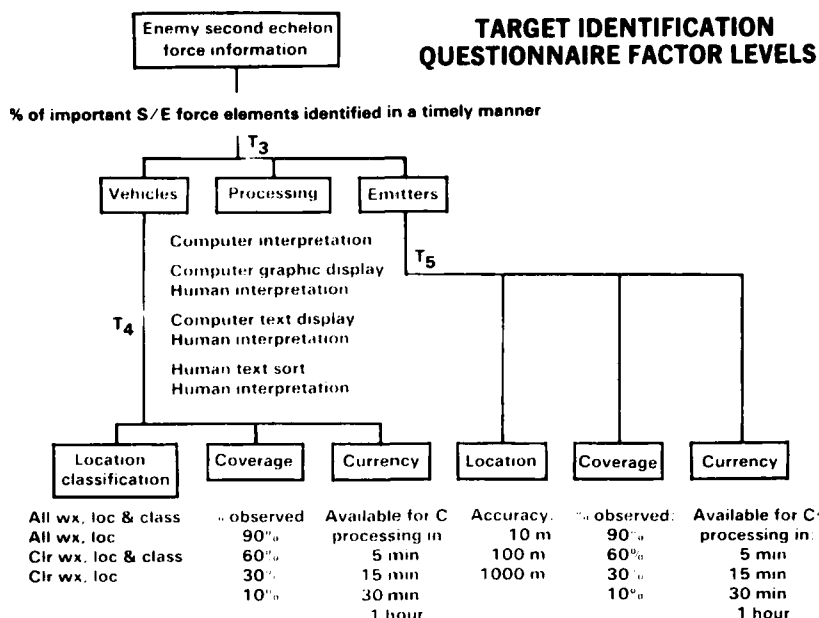 TARGET IDENTIFICATION
QUESTIONNAIRE FACTOR LEVELS
Enemy second echelon
force information
% of important S/E force elements identified in a timely manner
T3
Vehicles
Processing
Emitters
Computer interpretation
Computer graphic display
Human interpretation
Computer text display
Human interpretation
Human text sort
Human interpretation
T4
T5
Location
classification
All wx, loc & class
All wx, loc
Clr wx, loc & class
Clr wx, loc
Coverage
% observed
90%
60%
30%
10%
Currency
Available for C
processing in
5 min
15 min
30 min
1 hour
Location
Accuracy.
10 m
100 m
1000 m
Coverage
% observed:
90%
60%
30%
10%
Currency
Available for C
processing in:
5 min
15 min
30 min
1 hour